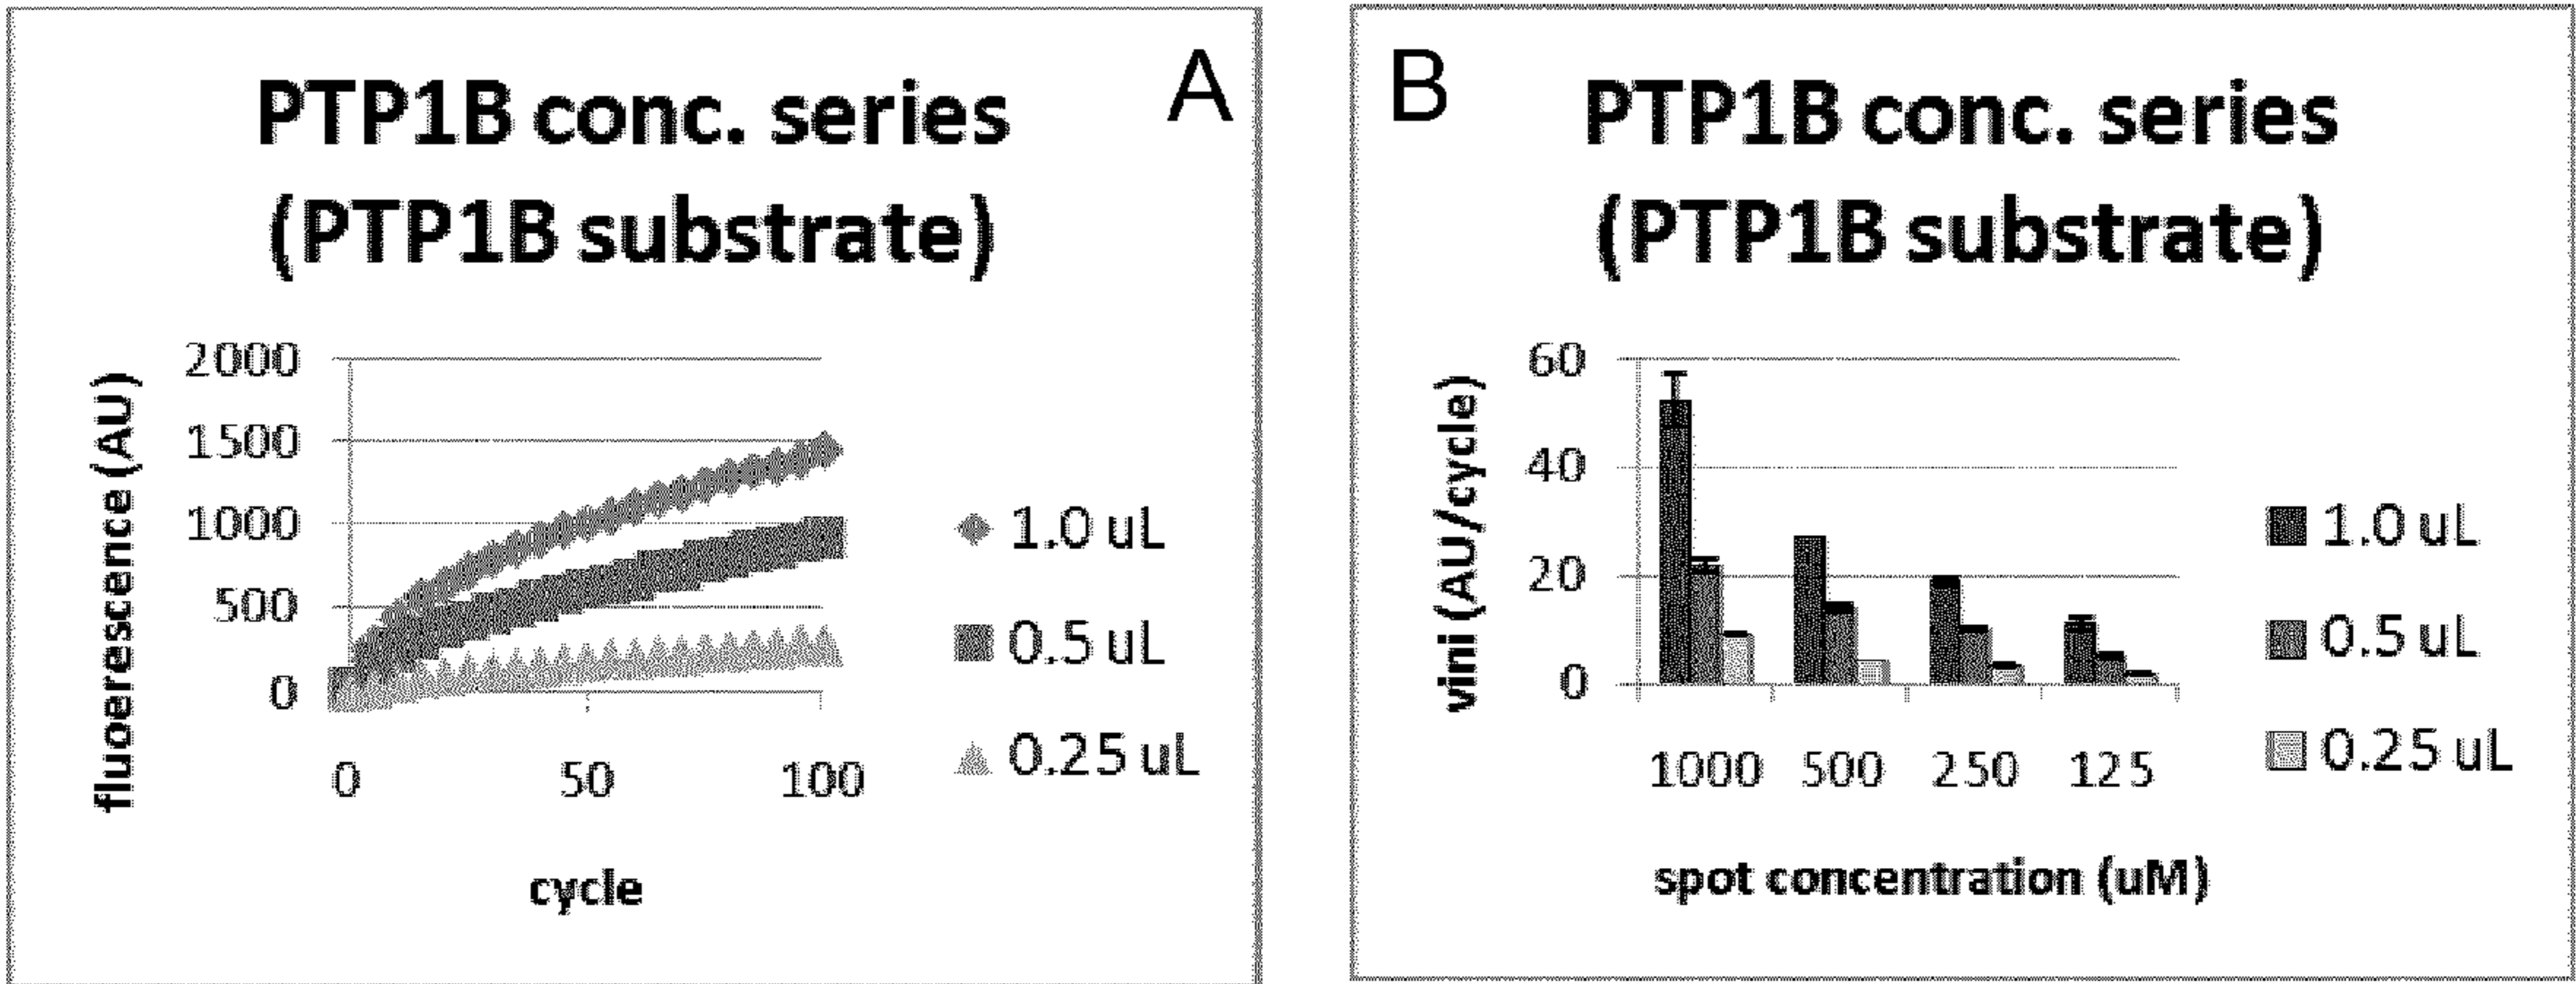 A
PTP1B conc. series
(PTP1B substrate)
fluorescence (AU)
2000
1500
1000
500
0
0 50 100
cycle
1.0 uL
0.5 uL
0.25 uL
B
PTP1B conc. series
(PTP1B substrate)
vini (AU/cycle)
60
40
20
0
1000 500 250 125
spot concentration (uM)
1.0 uL
0.5 uL
0.25 uL